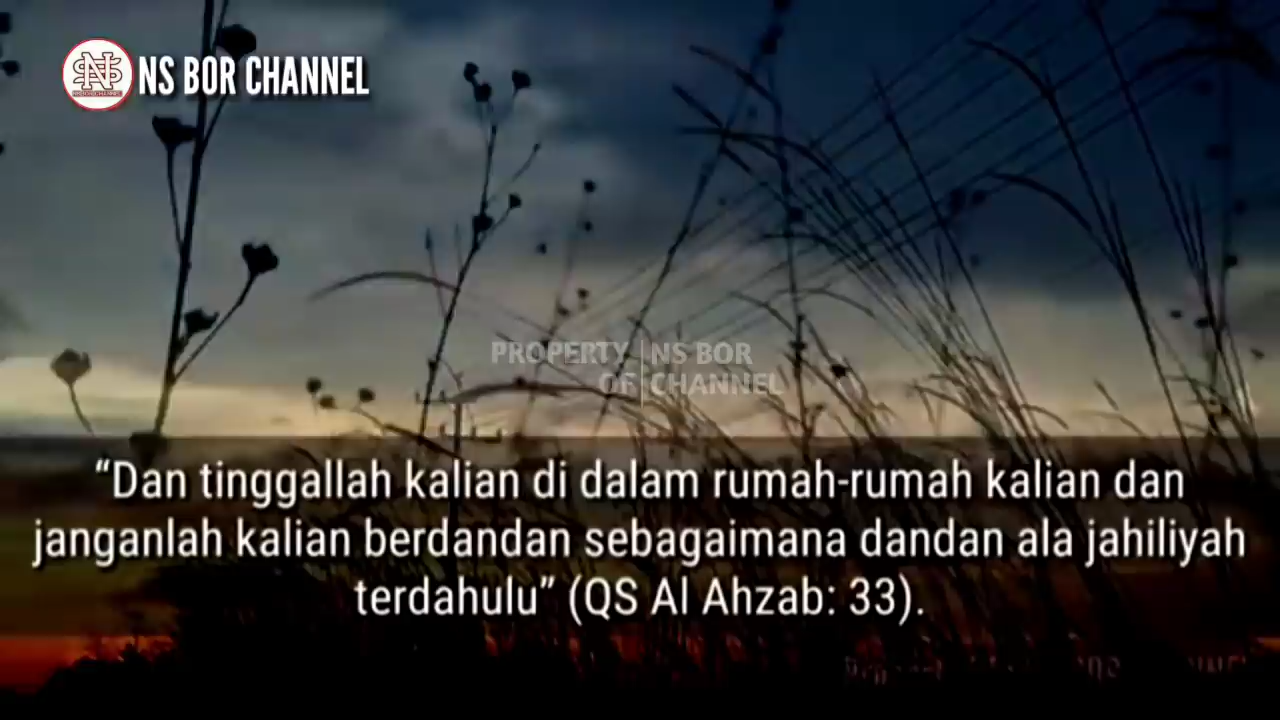 NS BOR CHANNEL
PROPERTY OF | NS BOR CHANNEL
“Dan tinggallah kalian di dalam rumah-rumah kalian dan
janganlah kalian berdandan sebagaimana dandan ala jahiliyah
terdahulu” (QS Al Ahzab: 33).